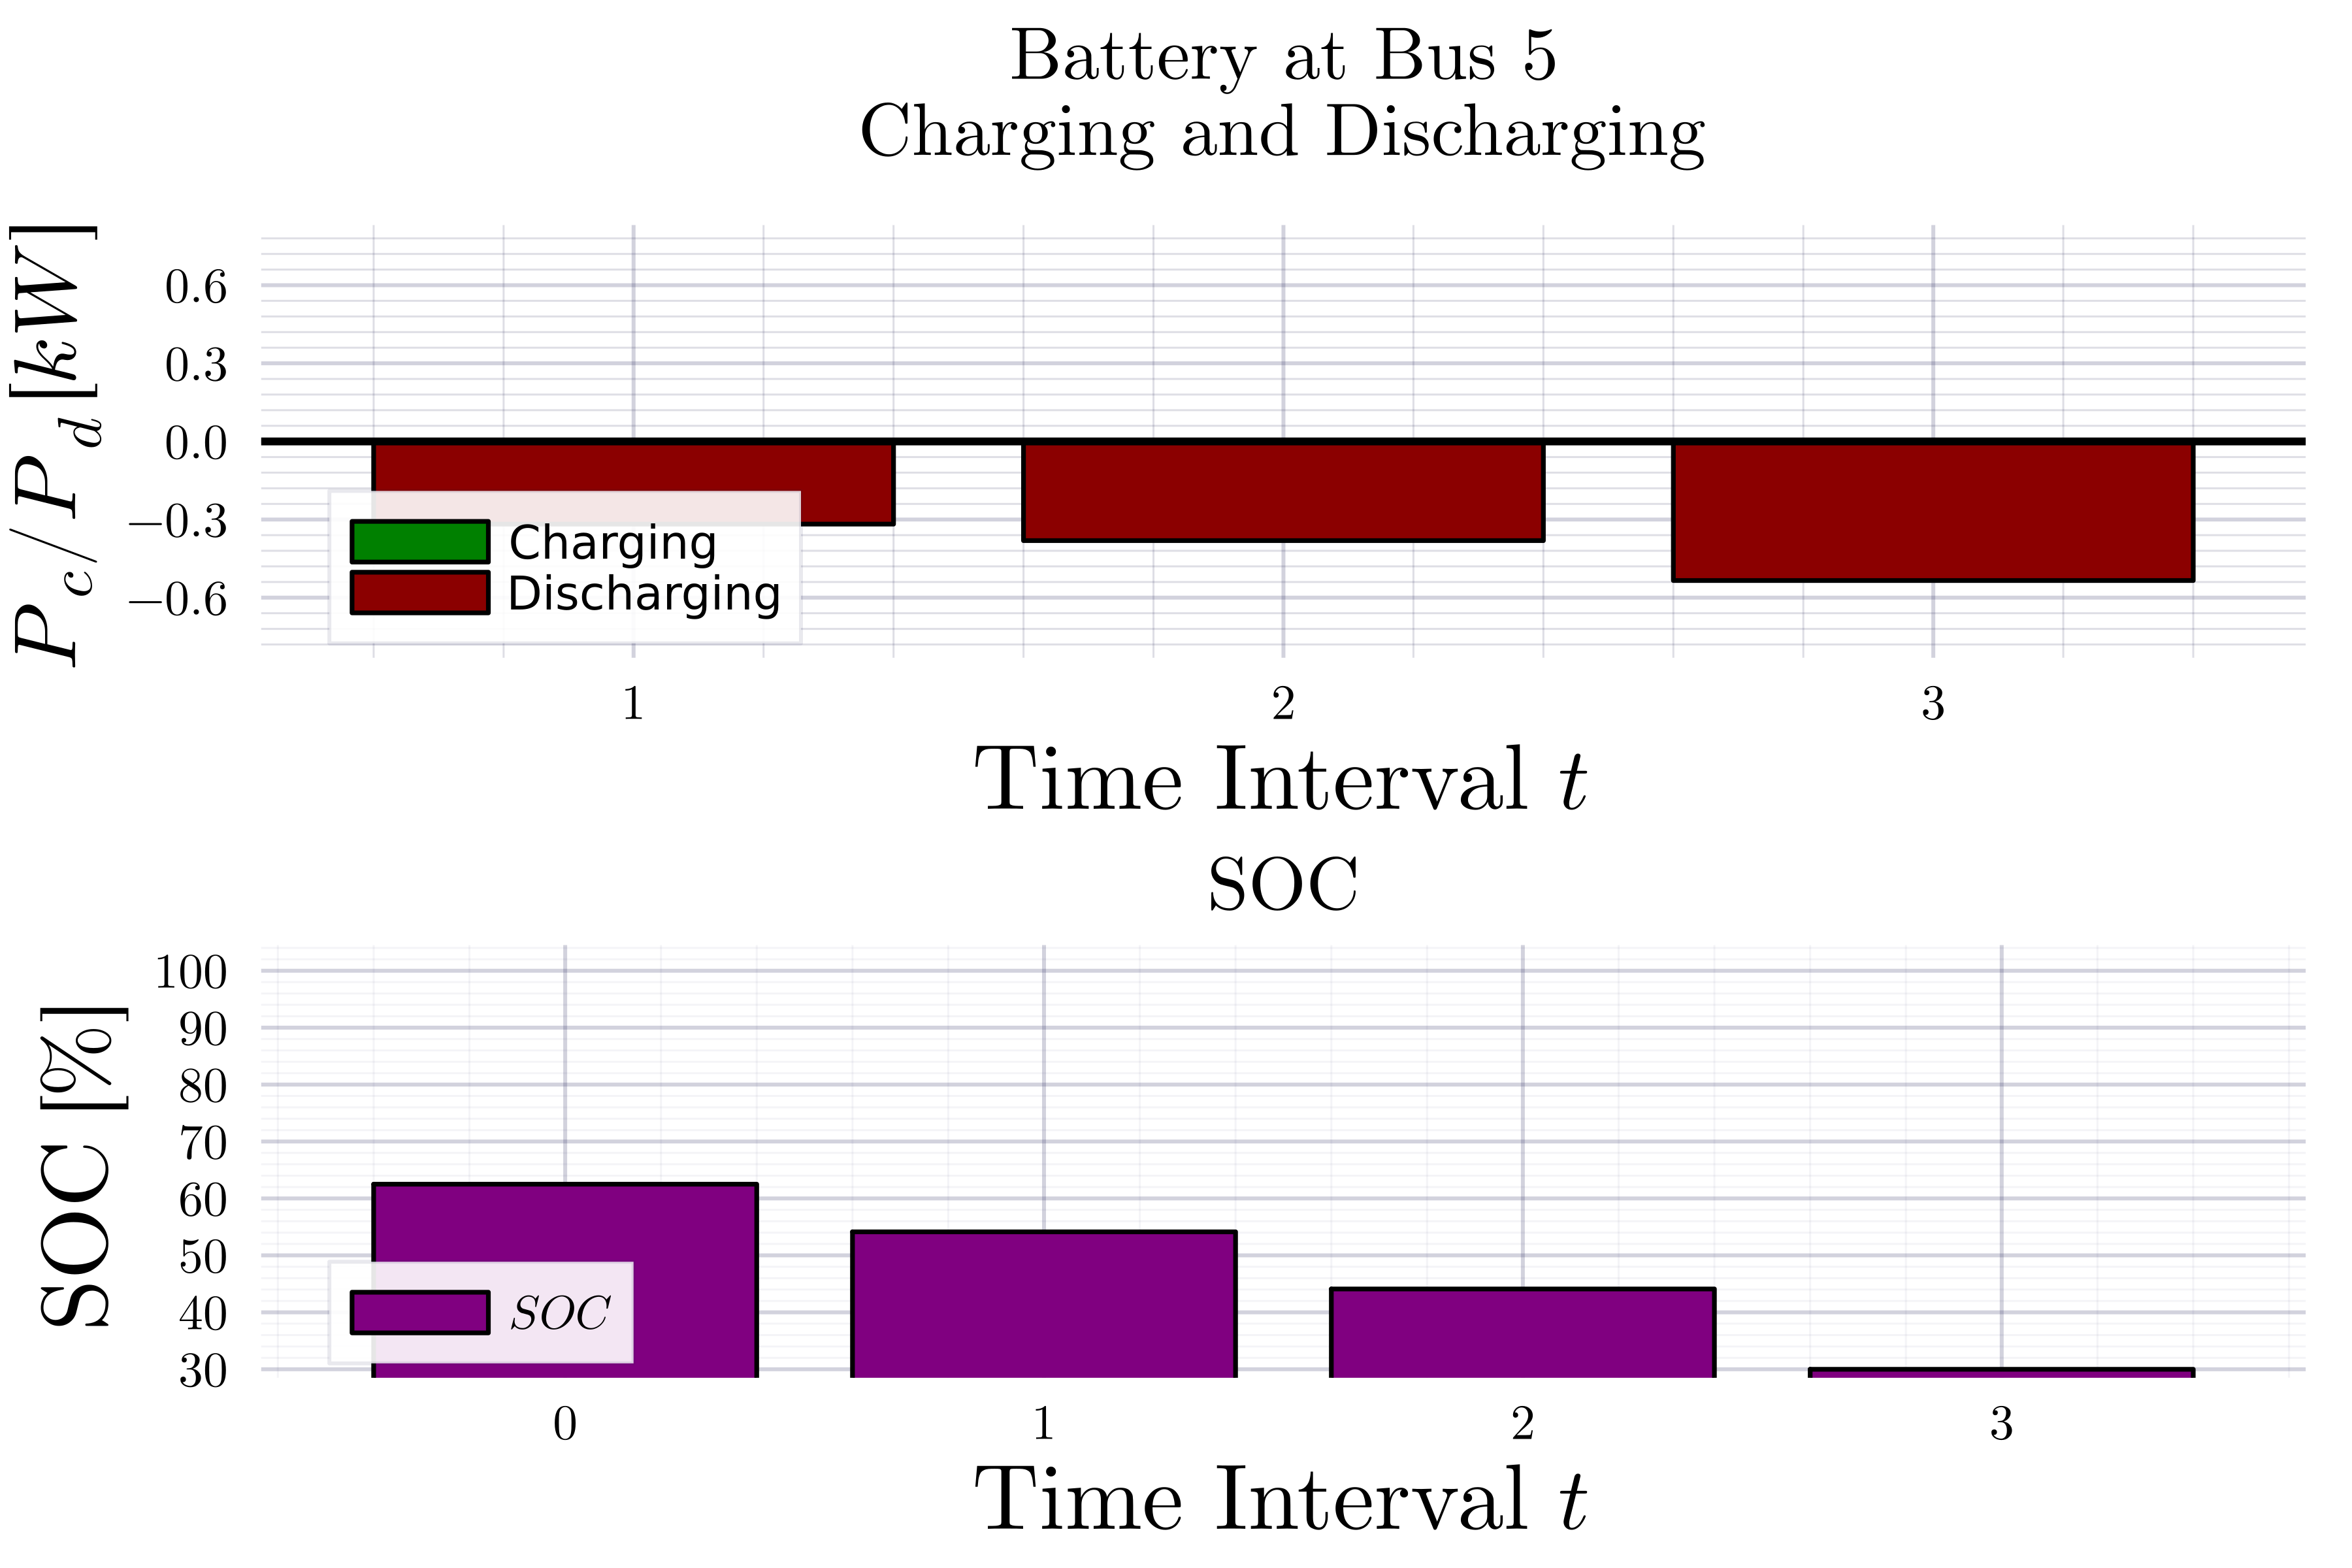 Battery at Bus 5
Charging and Discharging
P_c/P_d [kW]
0.6
0.3
0.0
−0.3
−0.6
Charging
Discharging
1 2 3
Time Interval t
SOC
SOC [%]
100
90
80
70
60
50
40
30
SOC
0 1 2 3
Time Interval t